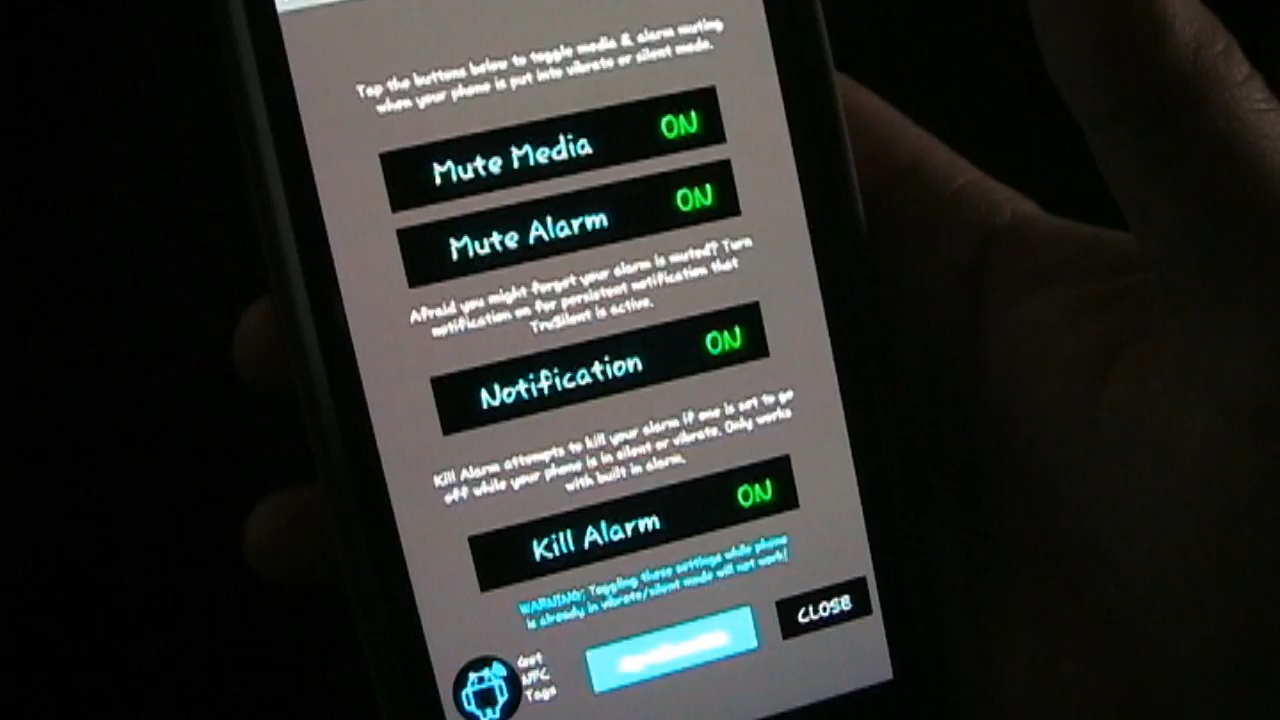 Tap the buttons below to toggle media & alarm muting
when your phone is put into vibrate or silent mode.
Mute Media ON
Mute Alarm ON
Afraid you might forget your alarm is muted? Turn
notification on for persistent notification that
TruSilent is active.
Notification ON
Kill Alarm attempts to kill your alarm if one is set to go
off while your phone is in silent or vibrate. Only works
with built in alarm.
Kill Alarm ON
WARNING: Toggling these settings while phone
is already in vibrate/silent mode will not work!
CLOSE
Get
NFC
Tags